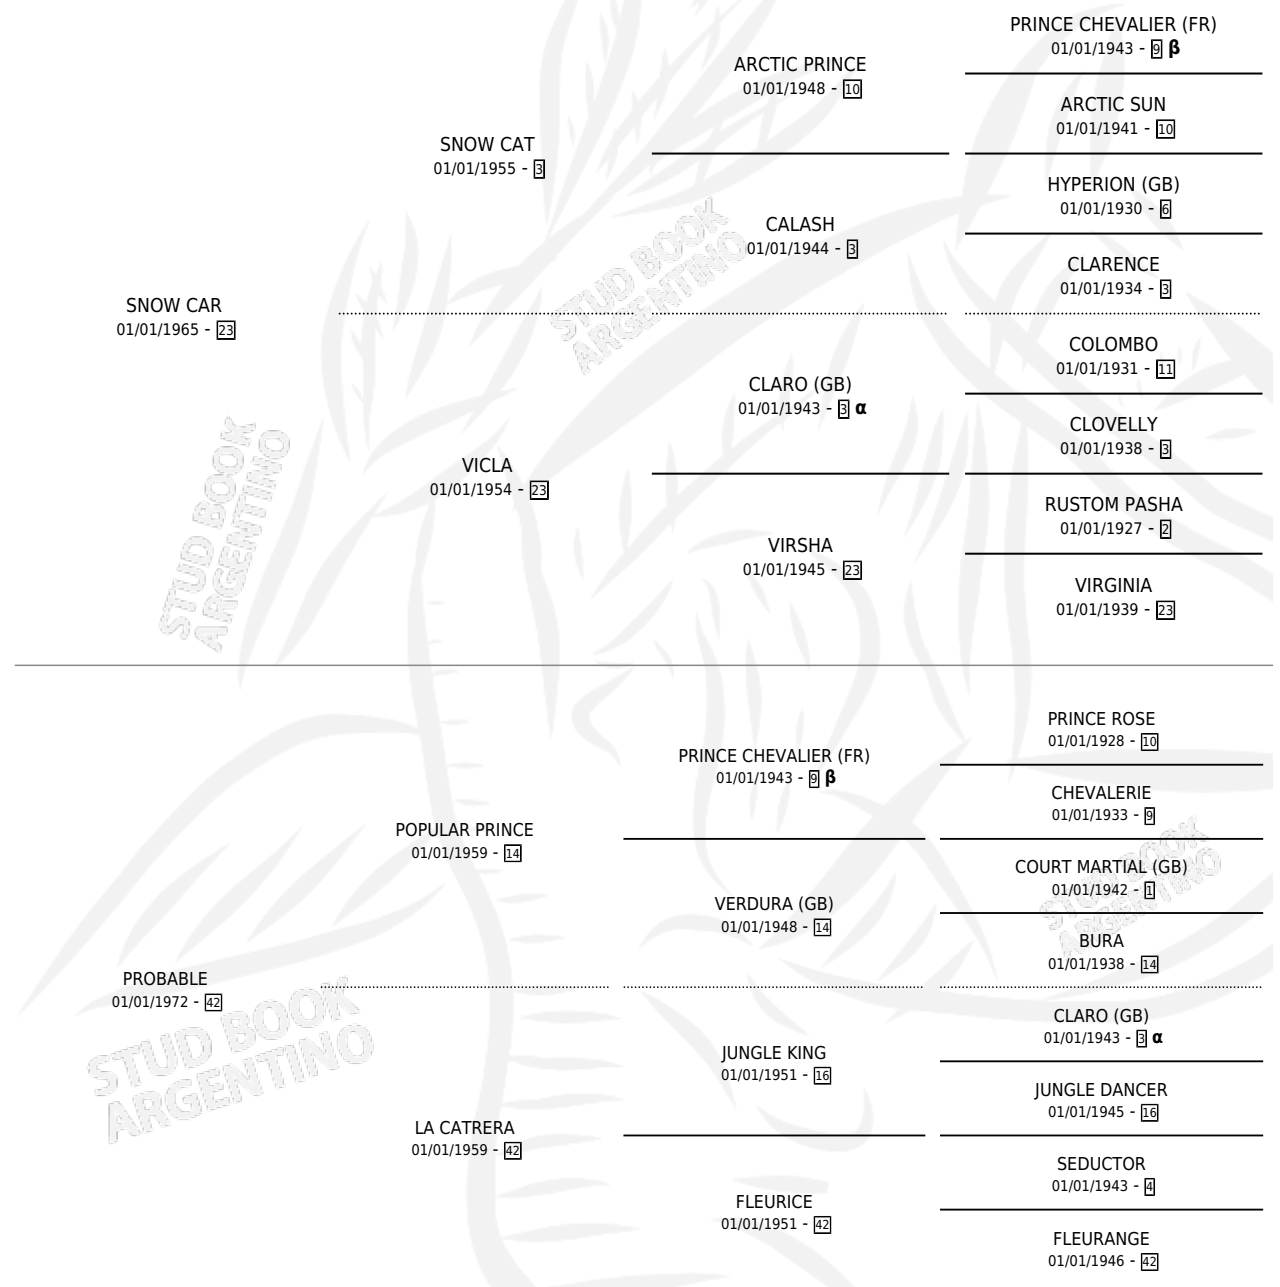 PRINCE CHEVALIER (FR)
01/01/1943 - 9 β
ARCTIC PRINCE
01/01/1948 - 10
ARCTIC SUN
01/01/1941 - 10
SNOW CAT
01/01/1955 - 3
HYPERION (GB)
01/01/1930 - 6
CALASH
01/01/1944 - 3
CLARENCE
01/01/1934 - 3
SNOW CAR
01/01/1965 - 23
COLOMBO
01/01/1931 - 11
CLARO (GB)
01/01/1943 - 3 α
CLOVELLY
01/01/1938 - 3
VICLA
01/01/1954 - 23
RUSTOM PASHA
01/01/1927 - 2
VIRSHA
01/01/1945 - 23
VIRGINIA
01/01/1939 - 23
PRINCE ROSE
01/01/1928 - 10
PRINCE CHEVALIER (FR)
01/01/1943 - 9 β
CHEVALERIE
01/01/1933 - 9
POPULAR PRINCE
01/01/1959 - 14
COURT MARTIAL (GB)
01/01/1942 - 1
VERDURA (GB)
01/01/1948 - 14
BURA
01/01/1938 - 14
PROBABLE
01/01/1972 - 42
CLARO (GB)
01/01/1943 - 3 α
JUNGLE KING
01/01/1951 - 16
JUNGLE DANCER
01/01/1945 - 16
LA CATRERA
01/01/1959 - 42
SEDUCTOR
01/01/1943 - 4
FLEURICE
01/01/1951 - 42
FLEURANGE
01/01/1946 - 42
STUD BOOK
ARGENTINO
STUD BOOK
ARGENTINO
STUD BOOK
ARGENTINO
STUD BOOK
ARGENTINO